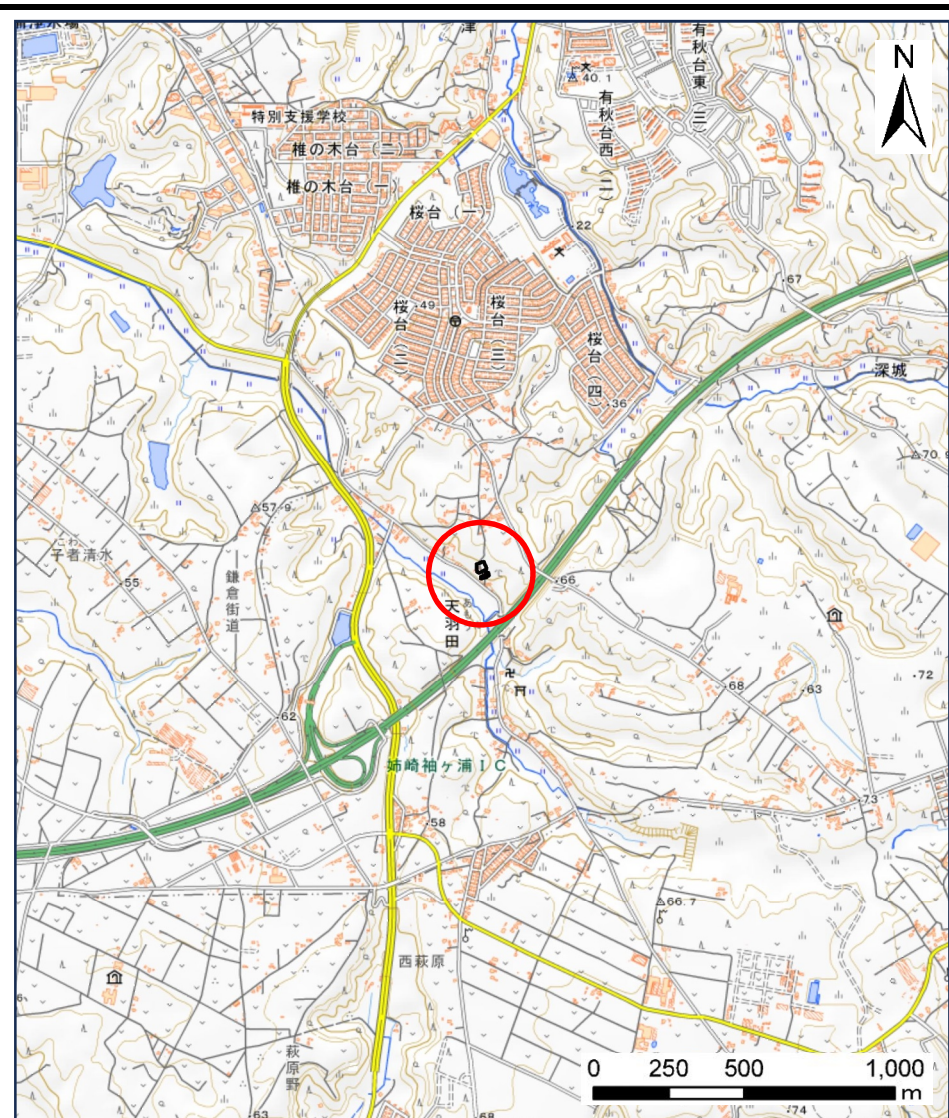 津
N
40.1
有秋台東（三）
有秋台西（二）
特別支援学校
椎の木台（二）
椎の木台（一）
桜台（一）
22
67
49
桜台（二）
桜台（三）
桜台（四）
深城
36
50
57.9
子者清水
55
鎌倉街道
66
天羽田
72
68
63
62
姉崎袖ケ浦ＩＣ
73
58
66.7
西萩原
萩原野
0 250 500 1,000
m
63
68
74